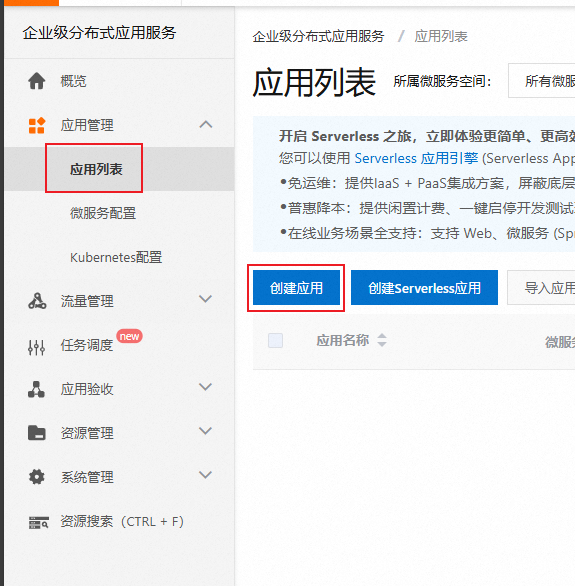 企业级分布式应用服务
概览
应用管理
应用列表
微服务配置
Kubernetes配置
流量管理
任务调度 new
应用验收
资源管理
系统管理
资源搜索（CTRL + F）
企业级分布式应用服务 / 应用列表
应用列表 所属微服务空间： 所有微服
开启 Serverless 之旅，立即体验更简单、更高效
您可以使用 Serverless 应用引擎 (Serverless App
•免运维：提供IaaS + PaaS集成方案，屏蔽底层
•普惠降本：提供闲置计费、一键启停开发测试
•在线业务场景全支持：支持 Web、微服务 (Spr
创建应用 创建Serverless应用 导入应用
应用名称 微服务